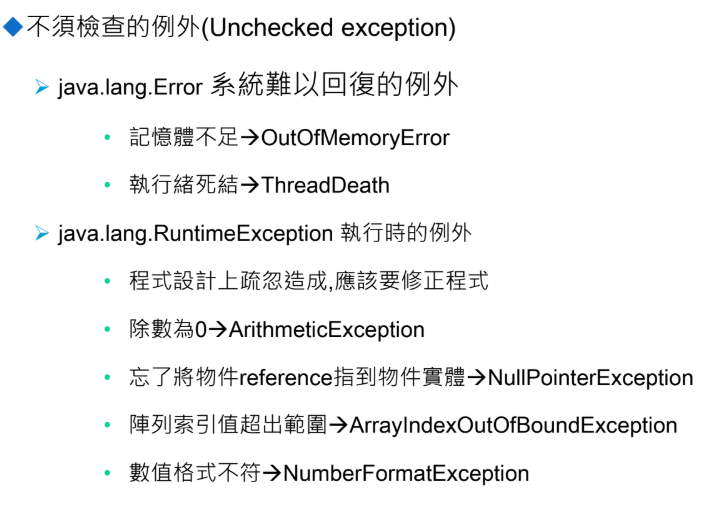 ◆不須檢查的例外(Unchecked exception)
➢ java.lang.Error 系統難以回復的例外
• 記憶體不足→OutOfMemoryError
• 執行緒死結→ThreadDeath
➢ java.lang.RuntimeException 執行時的例外
• 程式設計上疏忽造成,應該要修正程式
• 除數為0→ArithmeticException
• 忘了將物件reference指到物件實體→NullPointerException
• 陣列索引值超出範圍→ArrayIndexOutOfBoundException
• 數值格式不符→NumberFormatException